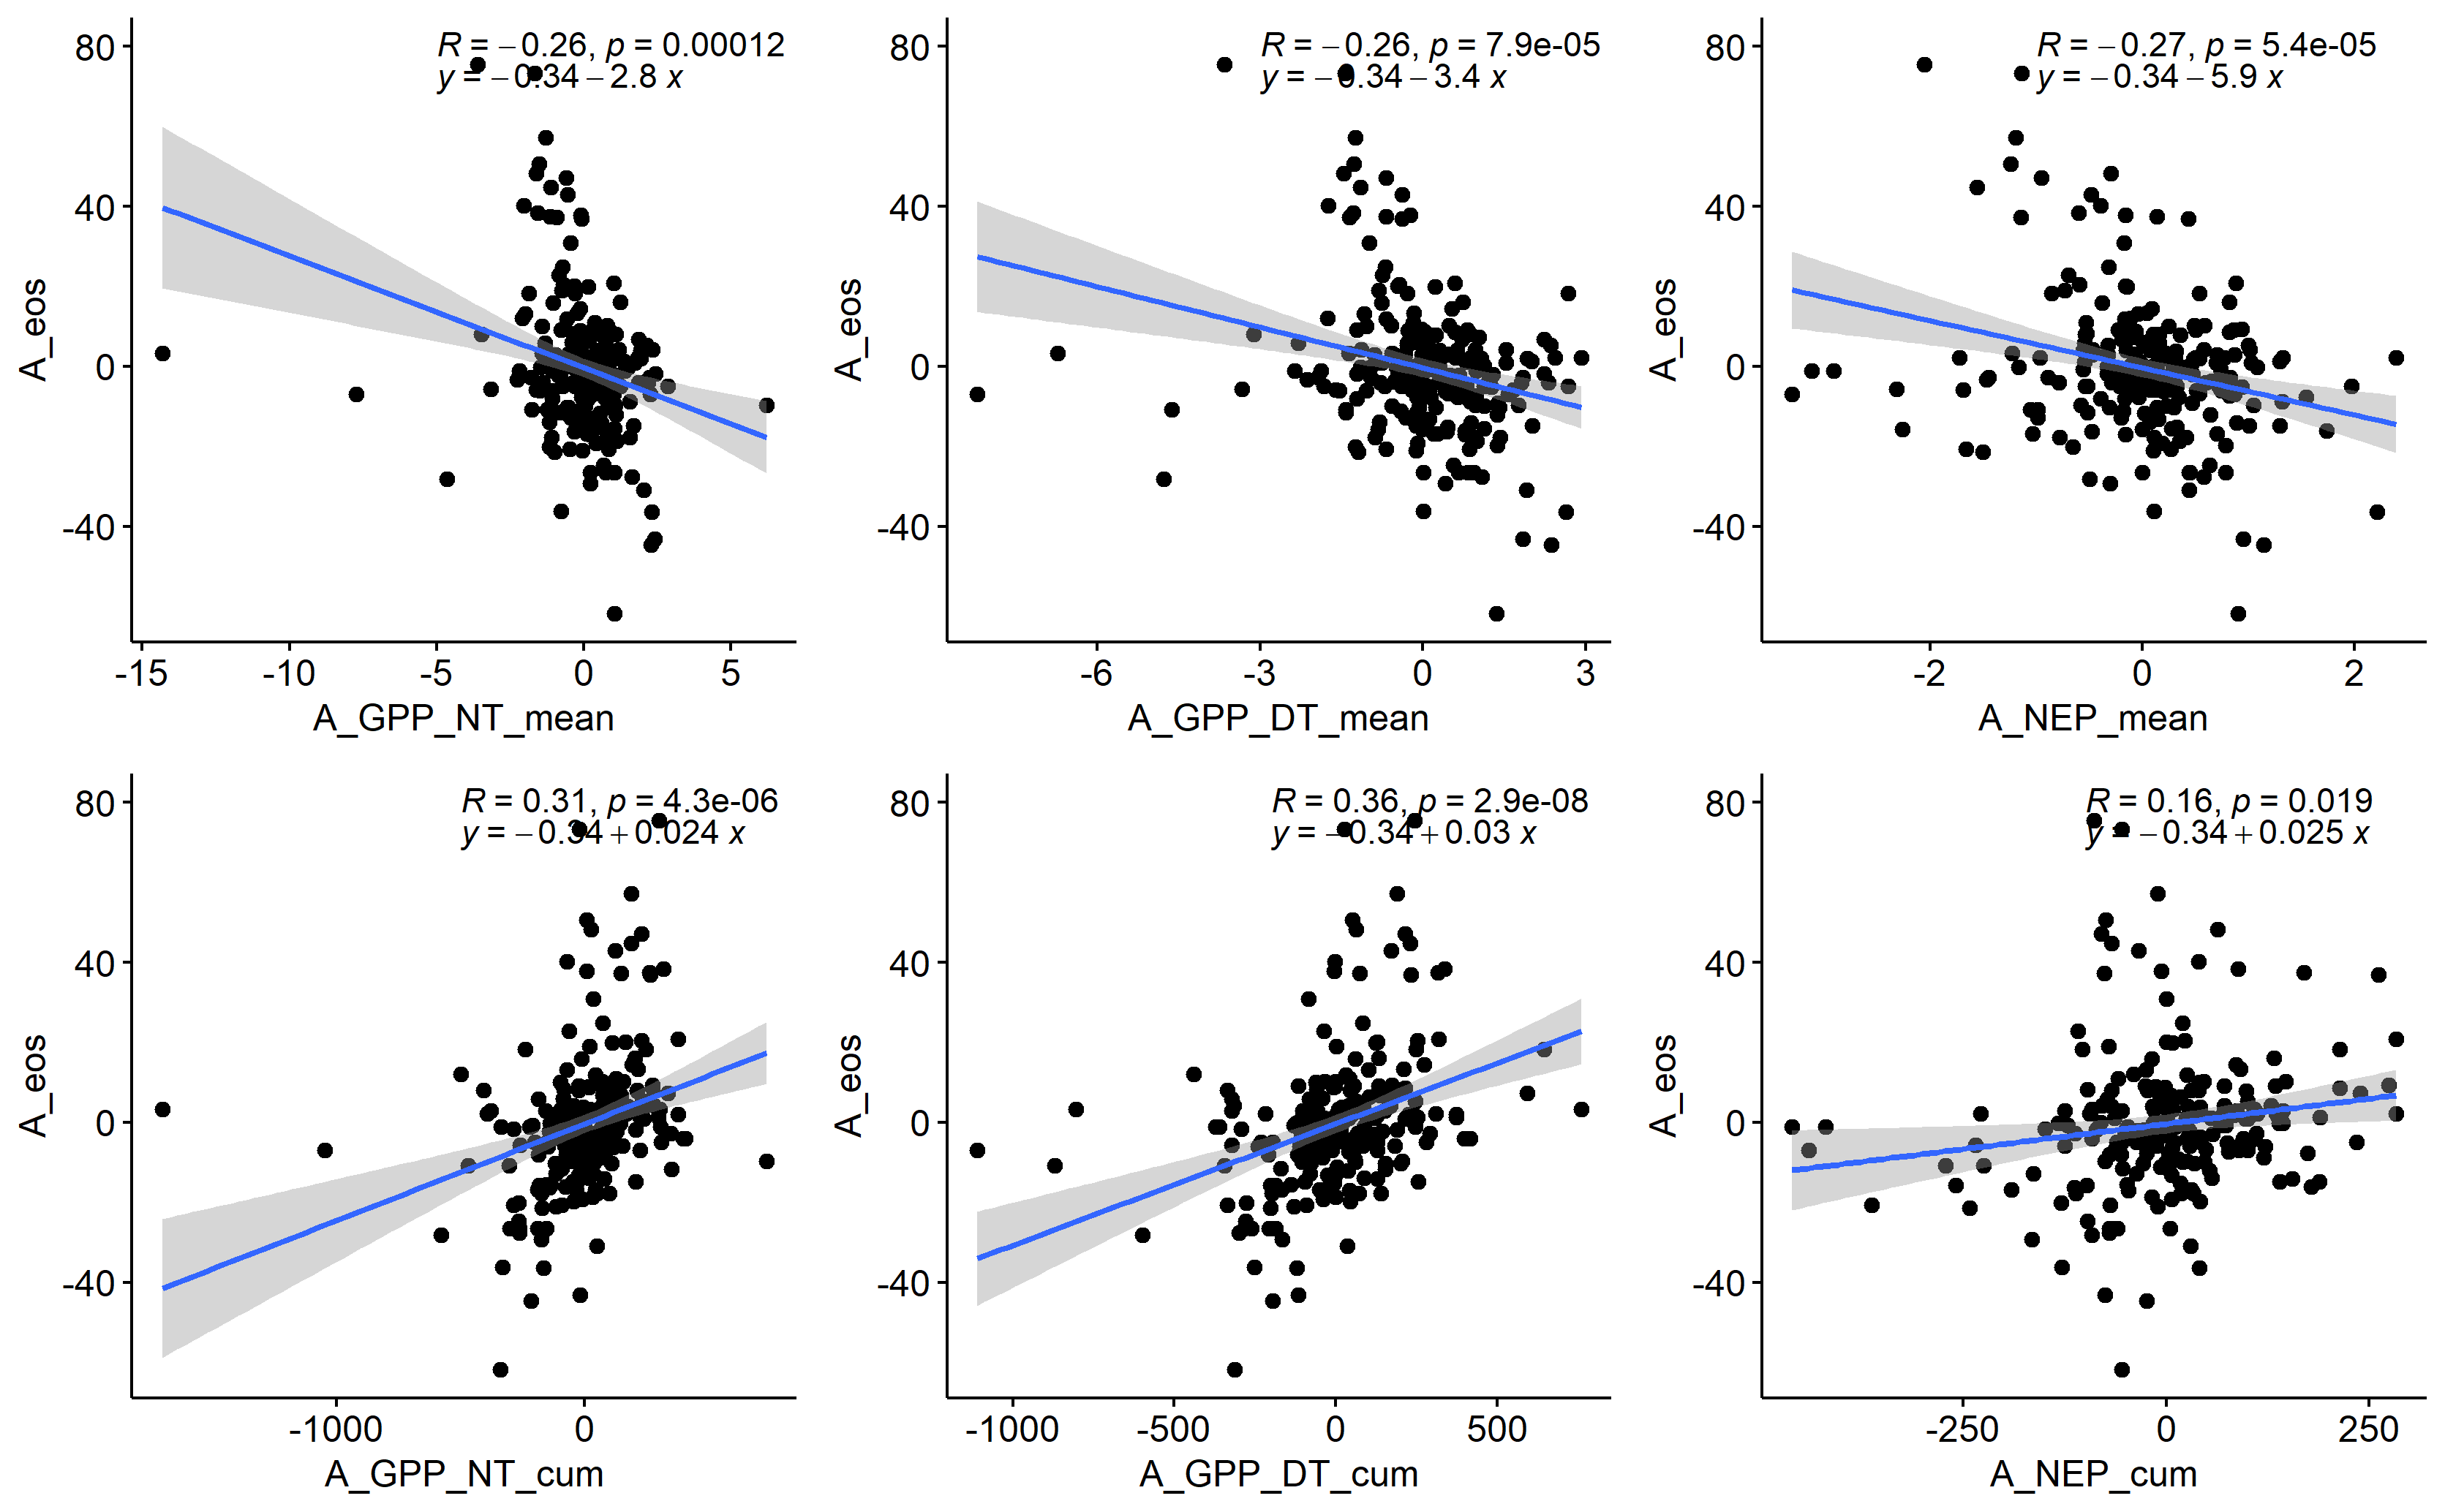 R = −0.26, p = 0.00012
y = −0.34 − 2.8 x
80
40
0
-40
A_eos
-15 -10 -5 0 5
A_GPP_NT_mean
R = −0.26, p = 7.9e-05
y = −0.34 − 3.4 x
80
40
0
-40
A_eos
-6 -3 0 3
A_GPP_DT_mean
R = −0.27, p = 5.4e-05
y = −0.34 − 5.9 x
80
40
0
-40
A_eos
-2 0 2
A_NEP_mean
R = 0.31, p = 4.3e-06
y = −0.34 + 0.024 x
80
40
0
-40
A_eos
-1000 0
A_GPP_NT_cum
R = 0.36, p = 2.9e-08
y = −0.34 + 0.03 x
80
40
0
-40
A_eos
-1000 -500 0 500
A_GPP_DT_cum
R = 0.16, p = 0.019
y = −0.34 + 0.025 x
80
40
0
-40
A_eos
-250 0 250
A_NEP_cum